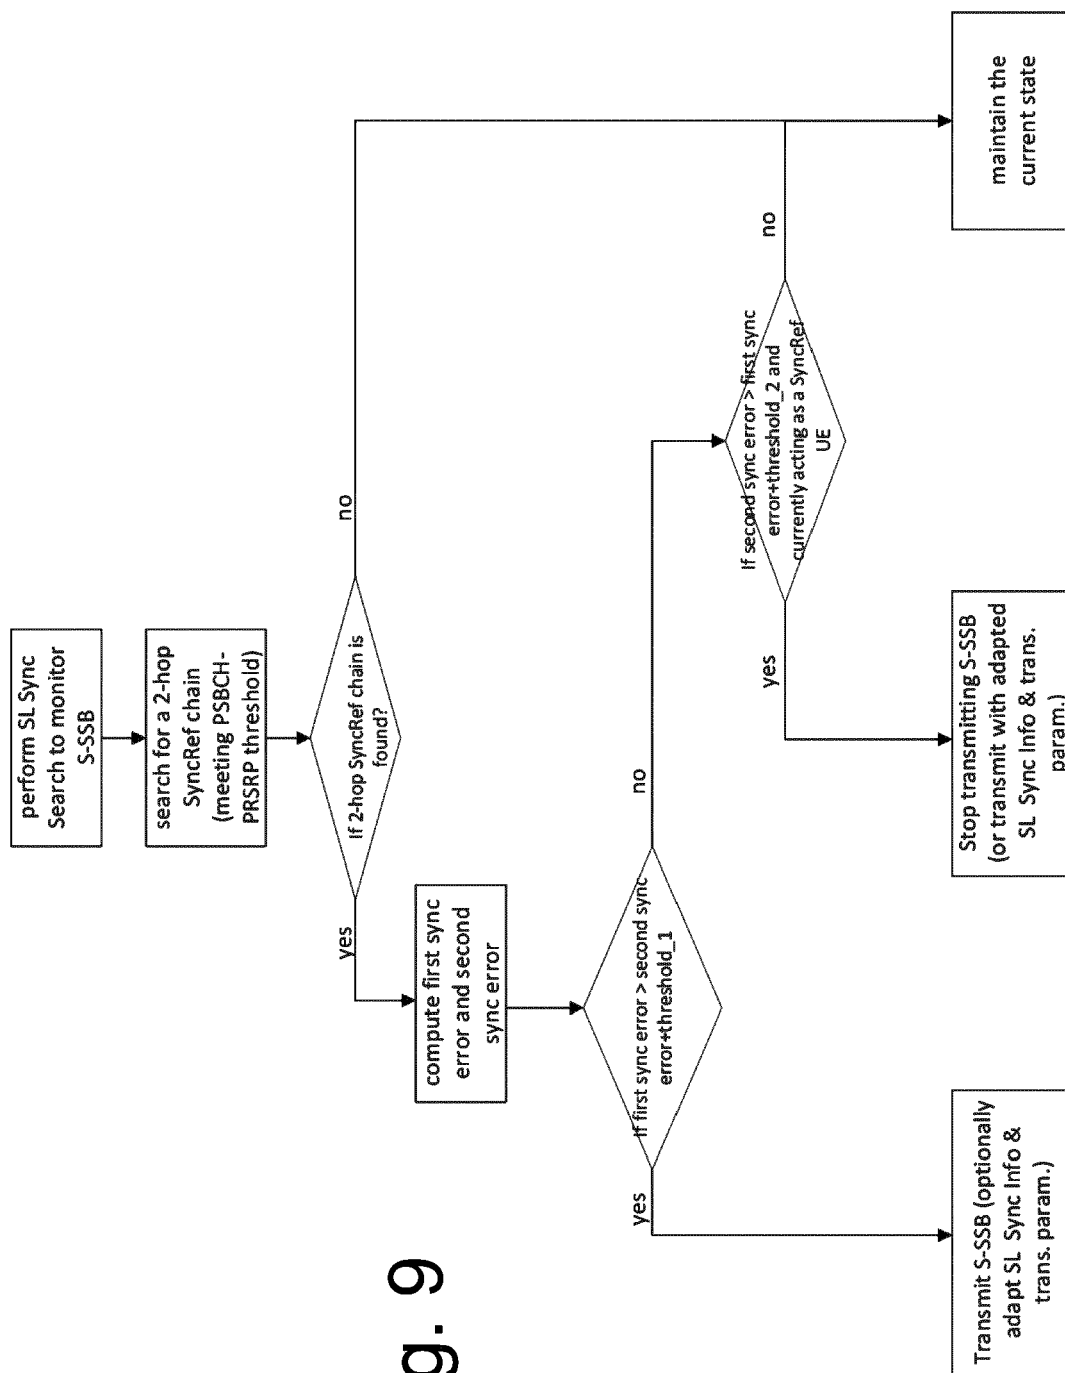 perform SL Sync
Search to monitor
S-SSB
search for a 2-hop
SyncRef chain
(meeting PSBCH-
PRSRP threshold)
If 2-hop SyncRef chain is
found?
yes
no
compute first sync
error and second
sync error
If first sync error > second sync
error+threshold_1
yes
no
If second sync error > first sync
error+threshold_2 and
currently acting as a SyncRef
UE
yes
no
Transmit S-SSB (optionally
adapt SL Sync Info &
trans. param.)
Stop transmitting S-SSB
(or transmit with adapted
SL Sync Info & trans.
param.)
maintain the
current state
g. 9